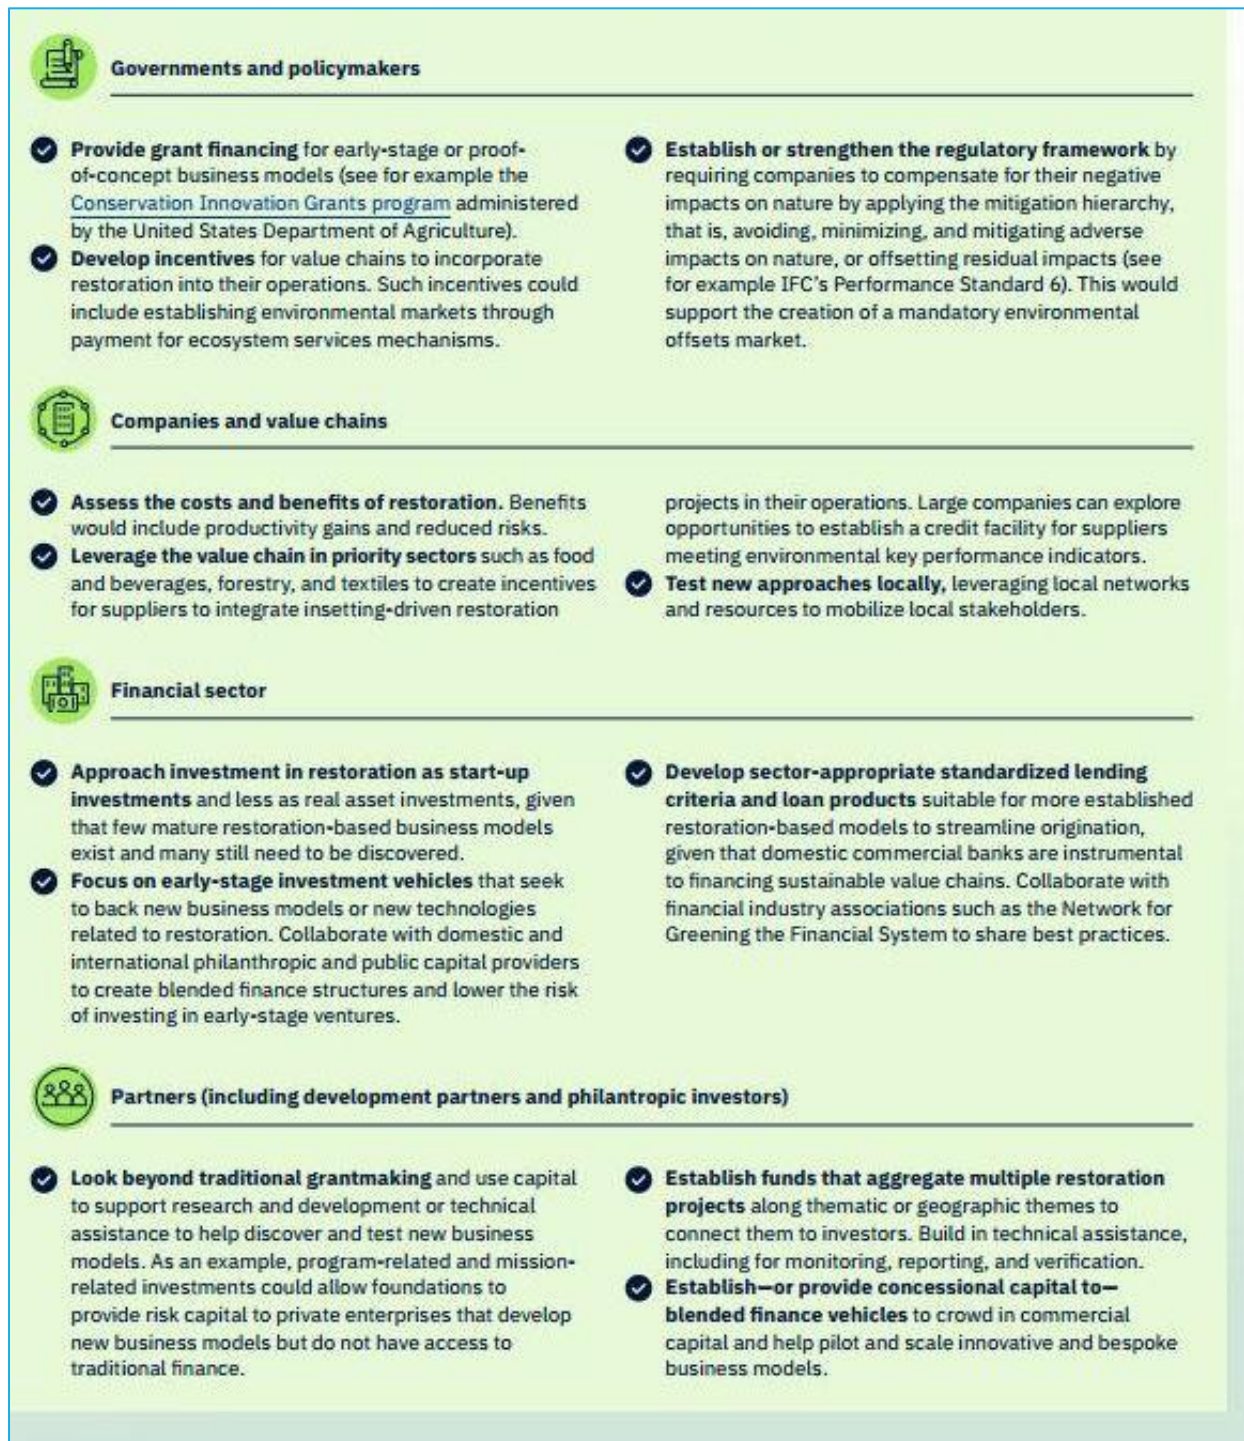 Governments and policymakers
Provide grant financing for early-stage or proof-
of-concept business models (see for example the
Conservation Innovation Grants program administered
by the United States Department of Agriculture).
Develop incentives for value chains to incorporate
restoration into their operations. Such incentives could
include establishing environmental markets through
payment for ecosystem services mechanisms.
Establish or strengthen the regulatory framework by
requiring companies to compensate for their negative
impacts on nature by applying the mitigation hierarchy,
that is, avoiding, minimizing, and mitigating adverse
impacts on nature, or offsetting residual impacts (see
for example IFC's Performance Standard 6). This would
support the creation of a mandatory environmental
offsets market.
Companies and value chains
Assess the costs and benefits of restoration. Benefits
would include productivity gains and reduced risks.
Leverage the value chain in priority sectors such as food
and beverages, forestry, and textiles to create incentives
for suppliers to integrate insetting-driven restoration
projects in their operations. Large companies can explore
opportunities to establish a credit facility for suppliers
meeting environmental key performance indicators.
Test new approaches locally, leveraging local networks
and resources to mobilize local stakeholders.
Financial sector
Approach investment in restoration as start-up
investments and less as real asset investments, given
that few mature restoration-based business models
exist and many still need to be discovered.
Focus on early-stage investment vehicles that seek
to back new business models or new technologies
related to restoration. Collaborate with domestic and
international philanthropic and public capital providers
to create blended finance structures and lower the risk
of investing in early-stage ventures.
Develop sector-appropriate standardized lending
criteria and loan products suitable for more established
restoration-based models to streamline origination,
given that domestic commercial banks are instrumental
to financing sustainable value chains. Collaborate with
financial industry associations such as the Network for
Greening the Financial System to share best practices.
Partners (including development partners and philantropic investors)
Look beyond traditional grantmaking and use capital
to support research and development or technical
assistance to help discover and test new business
models. As an example, program-related and mission-
related investments could allow foundations to
provide risk capital to private enterprises that develop
new business models but do not have access to
traditional finance.
Establish funds that aggregate multiple restoration
projects along thematic or geographic themes to
connect them to investors. Build in technical assistance,
including for monitoring, reporting, and verification.
Establish—or provide concessional capital to—
blended finance vehicles to crowd in commercial
capital and help pilot and scale innovative and bespoke
business models.